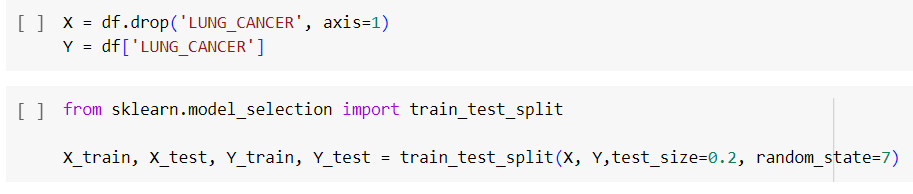 [ ] X = df.drop('LUNG_CANCER', axis=1)
Y = df['LUNG_CANCER']
[ ] from sklearn.model_selection import train_test_split
X_train, X_test, Y_train, Y_test = train_test_split(X, Y,test_size=0.2, random_state=7)